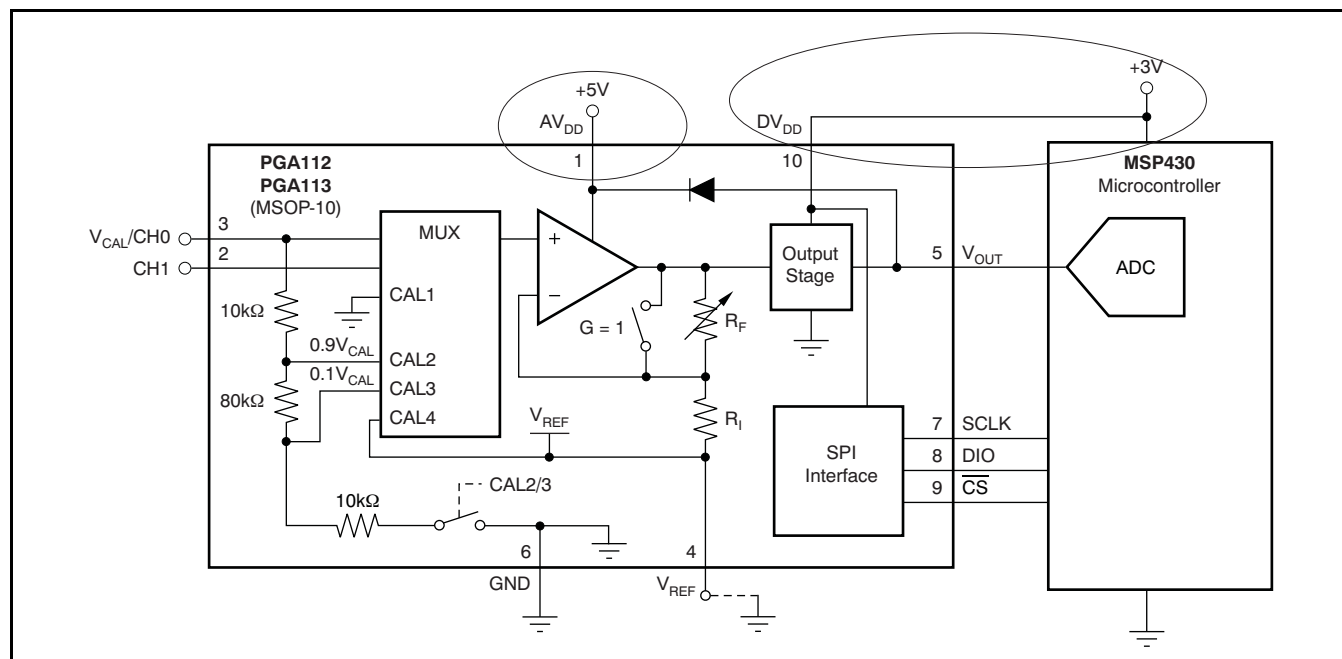 +5V
+3V
AVDD
DVDD
1
10
PGA112
PGA113
(MSOP-10)
MSP430
Microcontroller
3
VCAL/CH0
MUX
2
CH1
+
Output
Stage
5
VOUT
ADC
CAL1
−
10kΩ
G = 1
RF
0.9VCAL
CAL2
0.1VCAL
CAL3
80kΩ
CAL4
VREF
RI
7
SCLK
SPI
Interface
8
DIO
9
C̅S̅
CAL2/3
10kΩ
6
4
GND
VREF